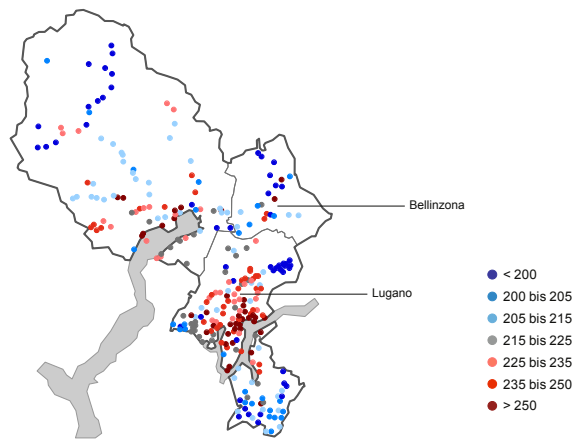 Bellinzona
Lugano
< 200
200 bis 205
205 bis 215
215 bis 225
225 bis 235
235 bis 250
> 250